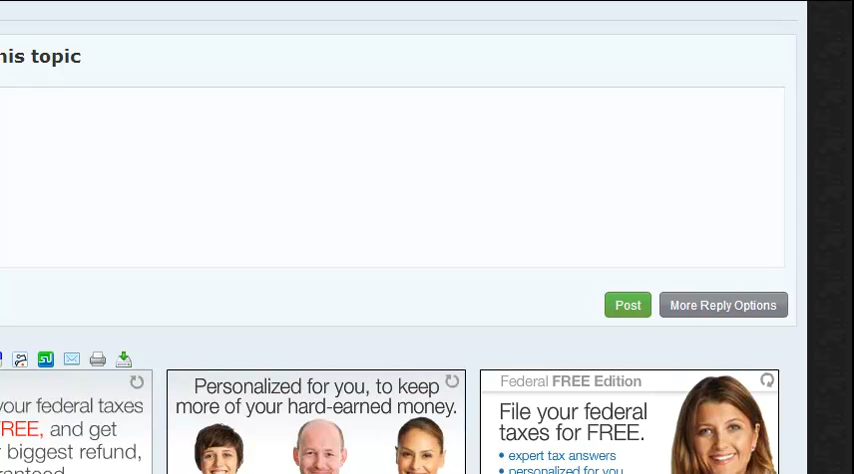 his topic
Post
More Reply Options
your federal taxes
REE, and get
biggest refund,
Personalized for you, to keep
more of your hard-earned money.
Federal FREE Edition
File your federal
taxes for FREE.
• expert tax answers
• personalized for you